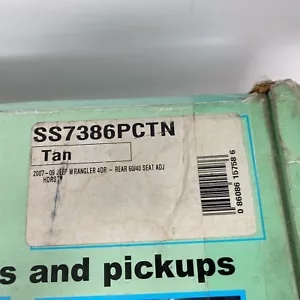 SS7386PCTN
Tan
2007-09 JEEP WRANGLER 4DR - REAR 60/40 SEAT ADJ
HDRST
0 86086 15758 6
s and pickups